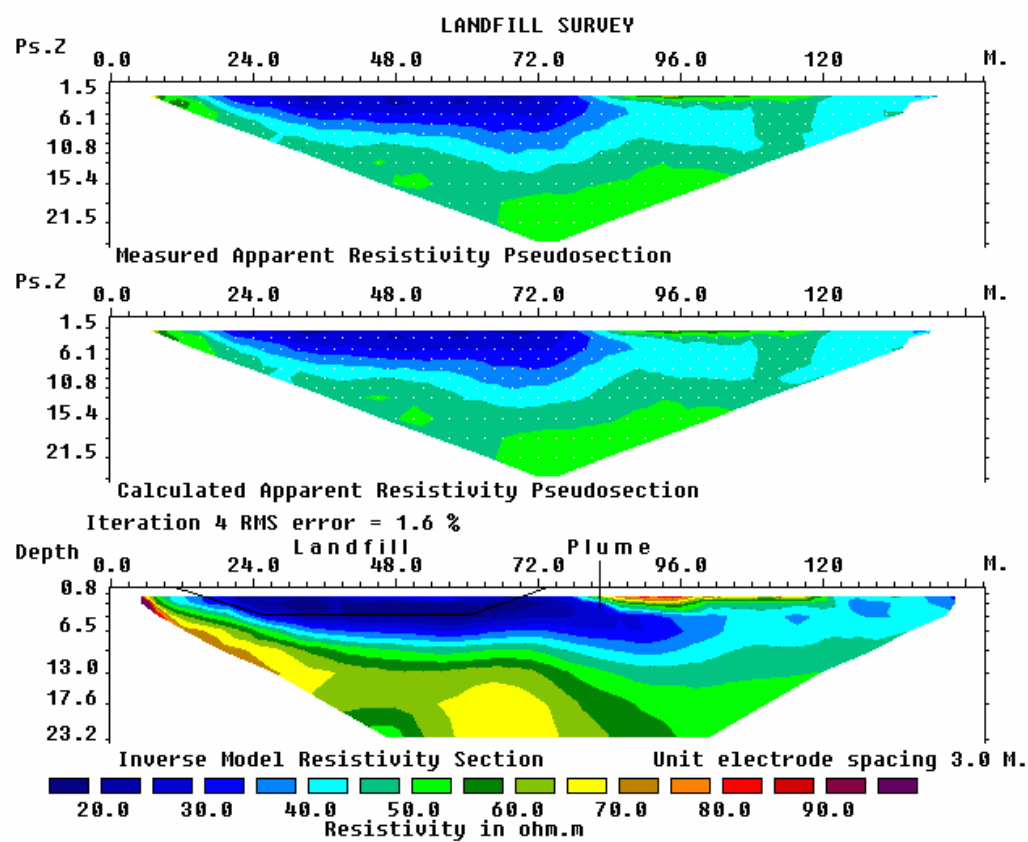 LANDFILL SURVEY
Ps.Z 0.0 24.0 48.0 72.0 96.0 120 M.
1.5
6.1
10.8
15.4
21.5
Measured Apparent Resistivity Pseudosection
Ps.Z 0.0 24.0 48.0 72.0 96.0 120 M.
1.5
6.1
10.8
15.4
21.5
Calculated Apparent Resistivity Pseudosection
Iteration 4 RMS error = 1.6 %
Landfill Plume
Depth 0.0 24.0 48.0 72.0 96.0 120 M.
0.8
6.5
13.0
17.6
23.2
Inverse Model Resistivity Section Unit electrode spacing 3.0 M.
20.0 30.0 40.0 50.0 60.0 70.0 80.0 90.0
Resistivity in ohm.m